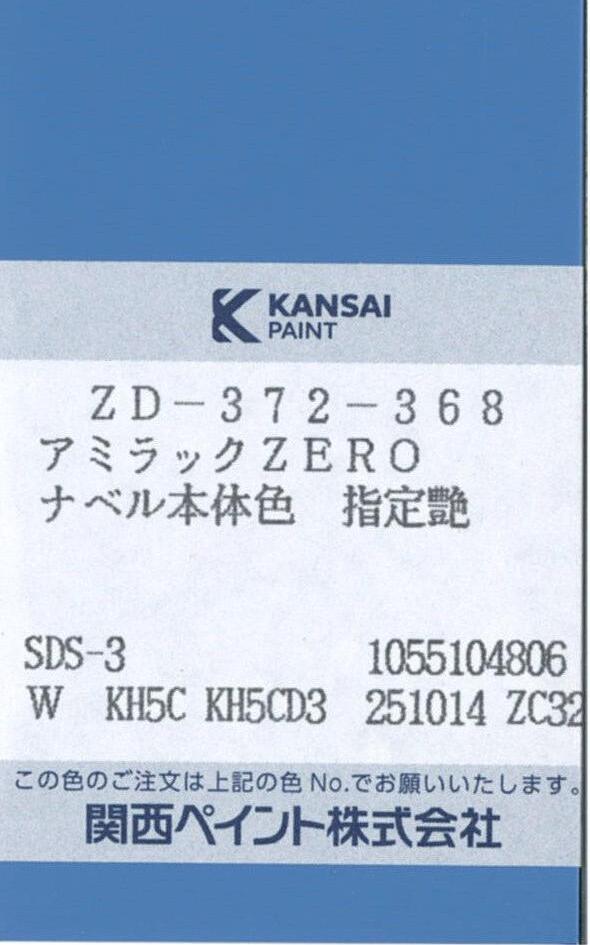 KANSAI
PAINT
ZD-372-368
アミラックZERO
ナベル本体色　指定艶
SDS-3 1055104806
W KH5C KH5CD3 251014 ZC32
この色のご注文は上記の色No.でお願いいたします。
関西ペイント株式会社